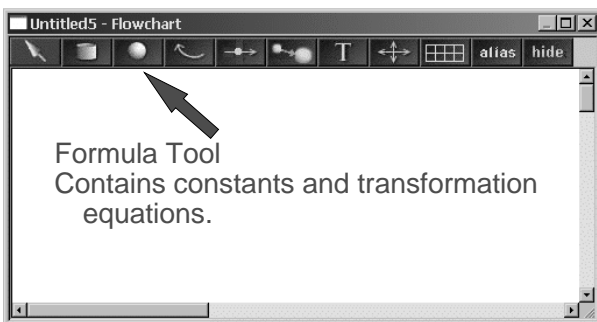 Untitled5 - Flowchart
T alias hide
Formula Tool
Contains constants and transformation
equations.